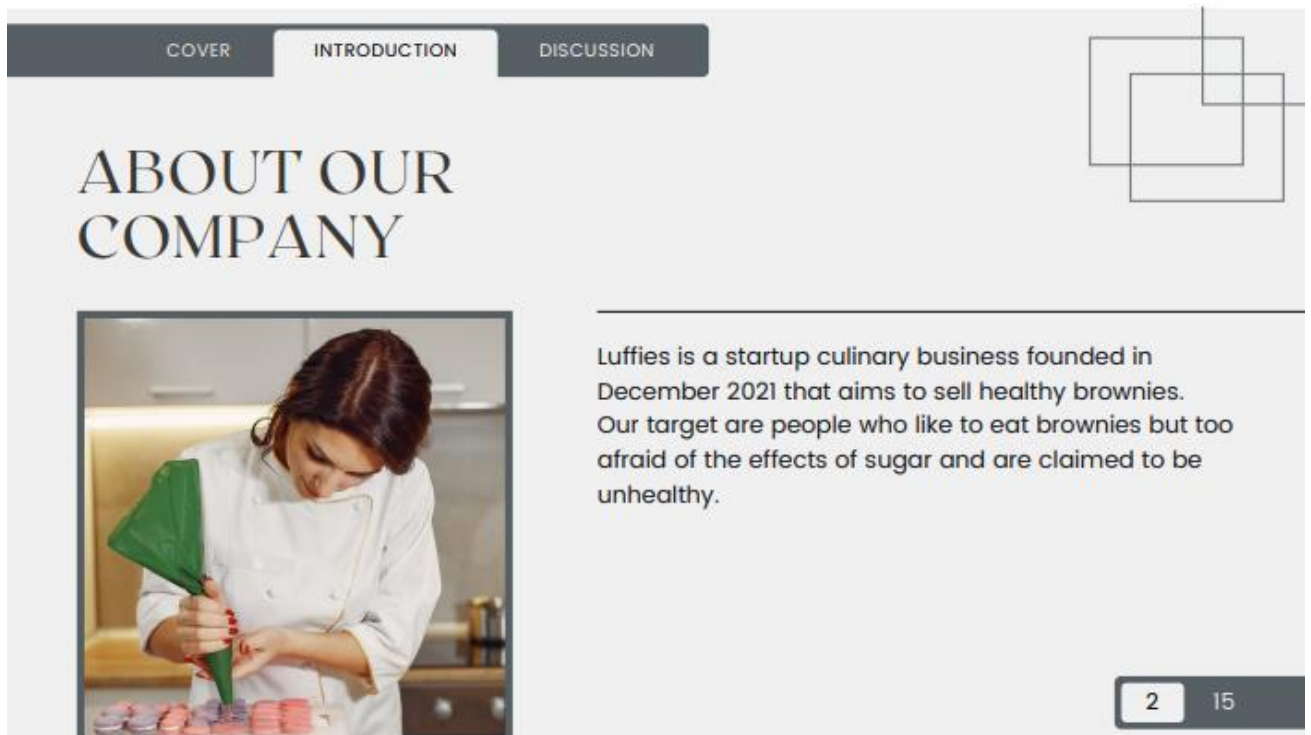 COVER
INTRODUCTION
DISCUSSION
ABOUT OUR
COMPANY
Luffies is a startup culinary business founded in
December 2021 that aims to sell healthy brownies.
Our target are people who like to eat brownies but too
afraid of the effects of sugar and are claimed to be
unhealthy.
2
15